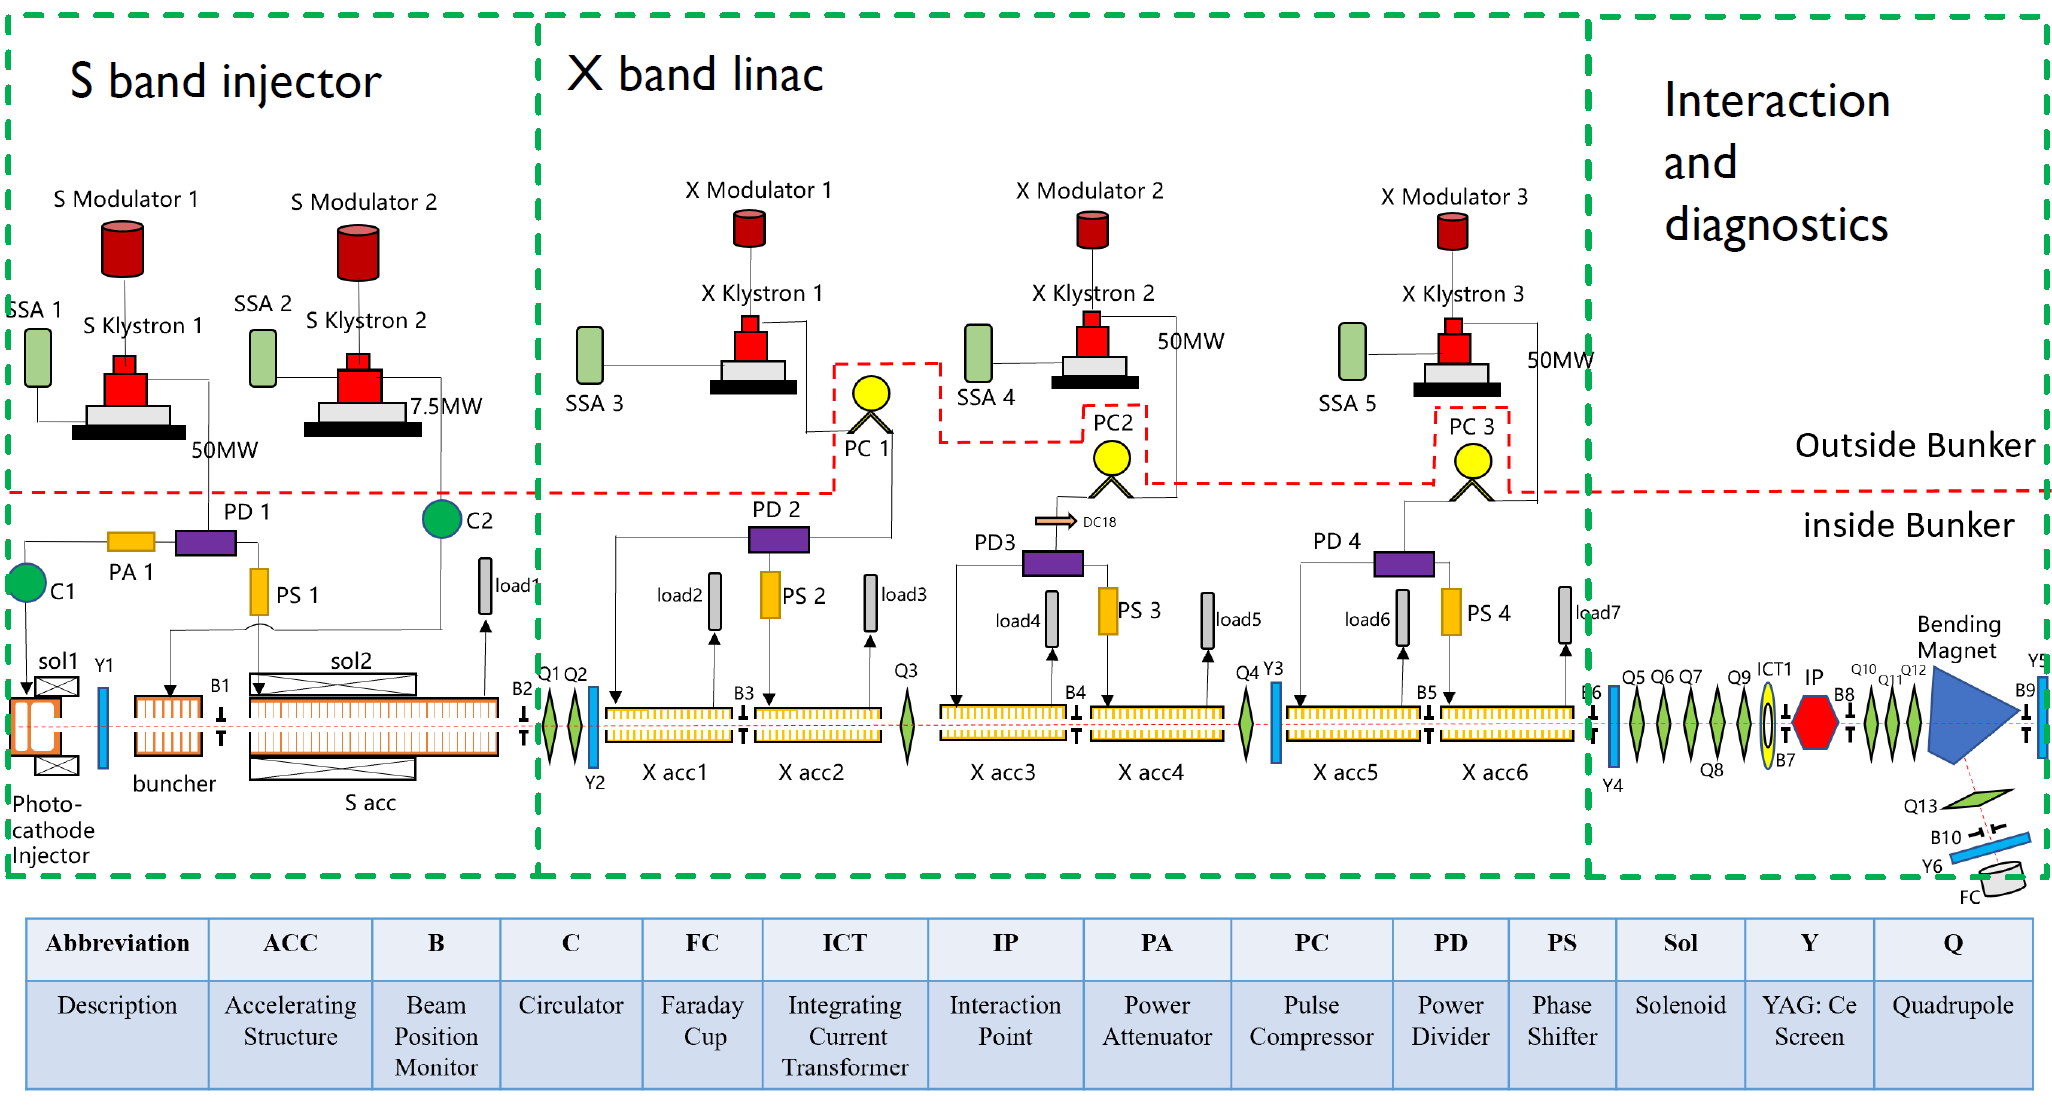 S band injector
X band linac
Interaction
and
diagnostics
S Modulator 1
S Modulator 2
X Modulator 1
X Modulator 2
X Modulator 3
SSA 1
S Klystron 1
SSA 2
S Klystron 2
X Klystron 1
X Klystron 2
X Klystron 3
50MW
7.5MW
50MW
50MW
SSA 3
SSA 4
SSA 5
PC 1
PC2
PC 3
Outside Bunker
inside Bunker
PD 1
C2
PA 1
C1
PS 1
load1
PD 2
PS 2
load2
load3
DC18
PD3
PS 3
load4
load5
PD 4
PS 4
load6
load7
sol1
Y1
B1
sol2
B2
Q1
Q2
Y2
B3
Q3
B4
Q4
Y3
B5
B6
Y4
Q5
Q6
Q7
Q8
Q9
ICT1
B7
IP
B8
Q10
Q11
Q12
Bending
Magnet
B9
Y5
Q13
B10
Y6
FC
Photo-
cathode
Injector
buncher
S acc
X acc1
X acc2
X acc3
X acc4
X acc5
X acc6
Abbreviation ACC B C FC ICT IP PA PC PD PS Sol Y Q
Description Accelerating Beam Circulator Faraday Integrating Interaction Power Pulse Power Phase Solenoid YAG: Ce Quadrupole
Structure Position Cup Current Point Attenuator Compressor Divider Shifter Screen
Monitor Transformer